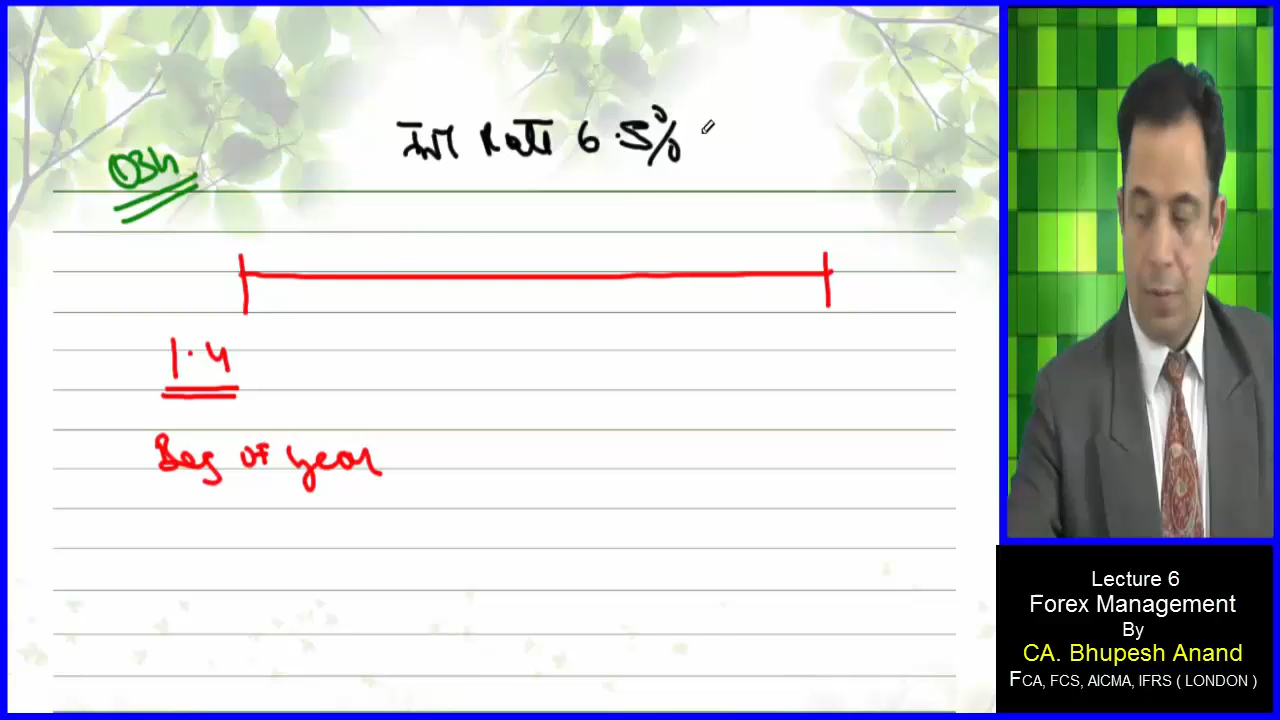 Int Rate 6.5%
1.4
Beg of year
Lecture 6
Forex Management
By
CA. Bhupesh Anand
FCA, FCS, AICMA, IFRS ( LONDON )